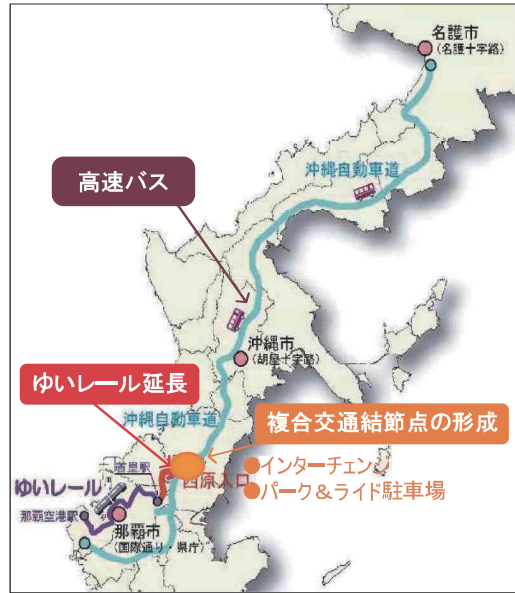 名護市
(名護十字路)
沖縄自動車道
高速バス
沖縄市
(胡屋十字路)
ゆいレール延長
沖縄自動車道
複合交通結節点の形成
首里駅
西原入口
●インターチェンジ
●パーク&ライド駐車場
ゆいレール
那覇空港駅
那覇市
(国際通り・県庁)